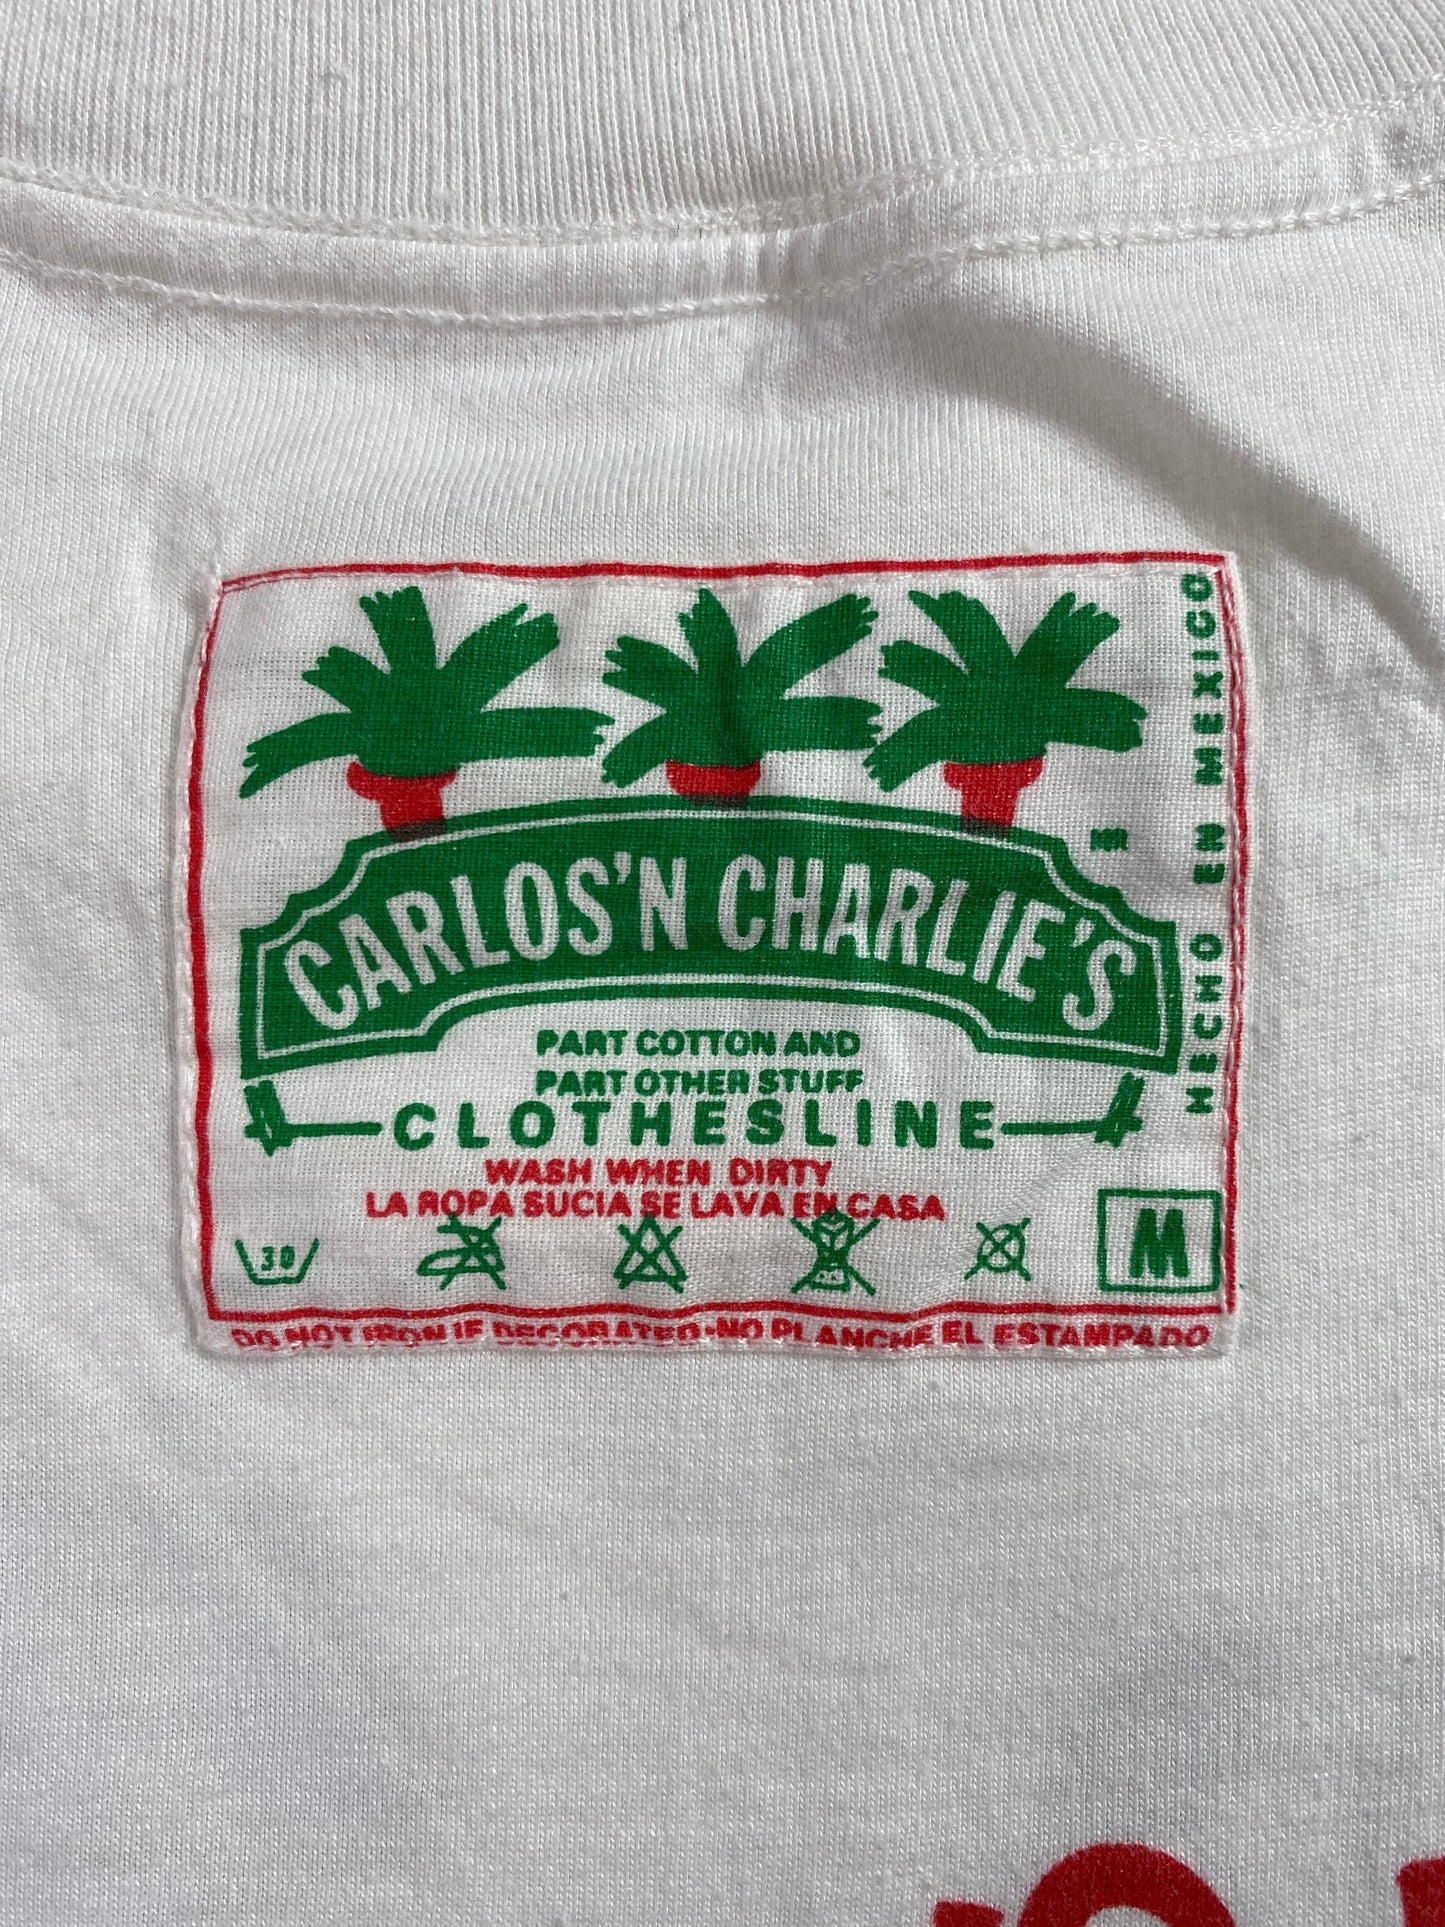 CARLOS'N CHARLIE'S
HECHO EN MEXICO
MR
PART COTTON AND
PART OTHER STUFF
CLOTHESLINE
WASH WHEN DIRTY
LA ROPA SUCIA SE LAVA EN CASA
30
M
DO NOT IRON IF DECORATED·NO PLANCHE EL ESTAMPADO